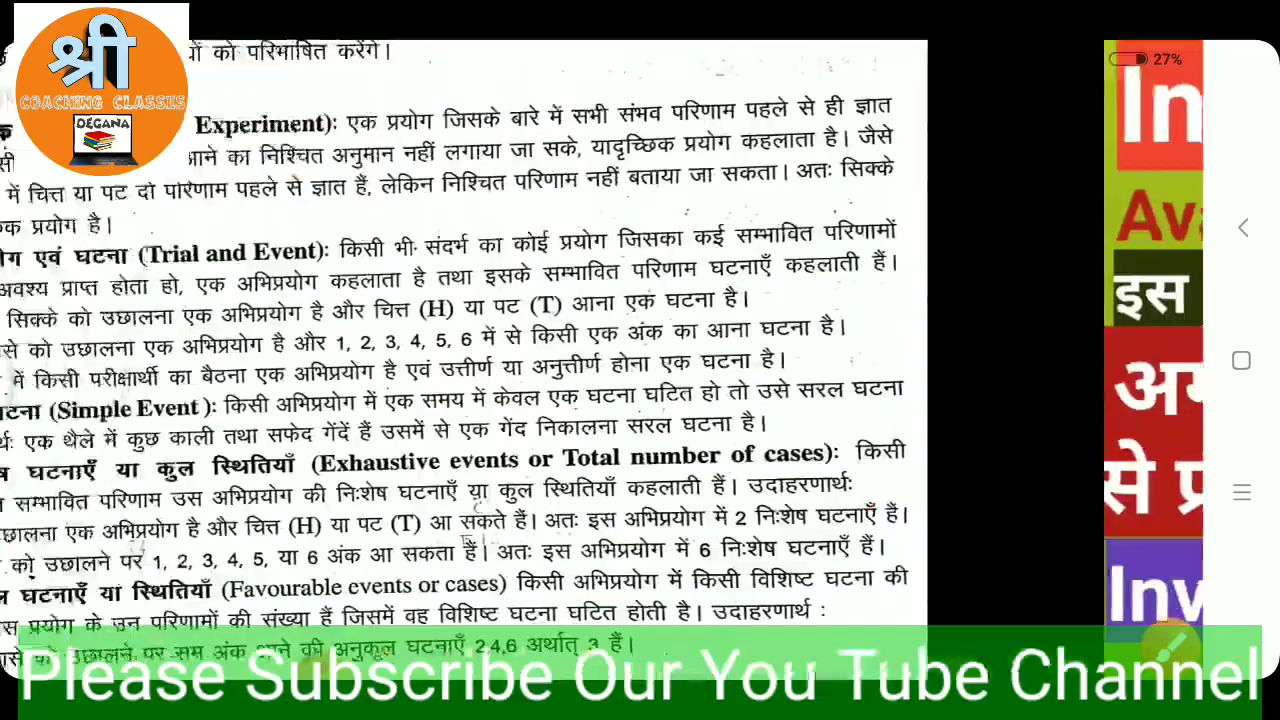 श्री
COACHING CLASSES
DEGANA
यों को परिभाषित करेंगे।
27%
In
Experiment): एक प्रयोग जिसके बारे में सभी संभव परिणाम पहले से ही ज्ञात
आने का निश्चित अनुमान नहीं लगाया जा सके, यादृच्छिक प्रयोग कहलाता है। जैसे
में चित्त या पट दो परिणाम पहले से ज्ञात हैं, लेकिन निश्चित परिणाम नहीं बताया जा सकता। अतः सिक्के
क प्रयोग है।
Ava
ग एवं घटना (Trial and Event): किसी भी संदर्भ का कोई प्रयोग जिसका कई सम्भावित परिणामों
अवश्य प्राप्त होता हो, एक अभिप्रयोग कहलाता है तथा इसके सम्भावित परिणाम घटनाएँ कहलाती हैं।
इस
सिक्के को उछालना एक अभिप्रयोग है और चित्त (H) या पट (T) आना एक घटना है।
से को उछालना एक अभिप्रयोग है और 1, 2, 3, 4, 5, 6 में से किसी एक अंक का आना घटना है।
में किसी परीक्षार्थी का बैठना एक अभिप्रयोग है एवं उत्तीर्ण या अनुत्तीर्ण होना एक घटना है।
टना (Simple Event): किसी अभिप्रयोग में एक समय में केवल एक घटना घटित हो तो उसे सरल घटना
र्थः एक थैले में कुछ काली तथा सफेद गेंदें हैं उसमें से एक गेंद निकालना सरल घटना है।
ष घटनाएँ या कुल स्थितियाँ (Exhaustive events or Total number of cases): किसी
से प्र
सम्भावित परिणाम उस अभिप्रयोग की निःशेष घटनाएँ या कुल स्थितियाँ कहलाती हैं। उदाहरणार्थः
छालना एक अभिप्रयोग है और चित्त (H) या पट (T) आ सकते हैं। अतः इस अभिप्रयोग में 2 निःशेष घटनाएँ हैं।
को उछालने पर 1, 2, 3, 4, 5, या 6 अंक आ सकता है। अतः इस अभिप्रयोग में 6 निःशेष घटनाएँ हैं।
ल घटनाएँ या स्थितियाँ (Favourable events or cases) किसी अभिप्रयोग में किसी विशिष्ट घटना की
Inv
स प्रयोग के उन परिणामों की संख्या हैं जिसमें वह विशिष्ट घटना घटित होती है। उदाहरणार्थ :
से को उछालने पर सम अंक आने की अनुकूल घटनाएँ 2,4,6 अर्थात् 3 हैं।
Please Subscribe Our You Tube Channel